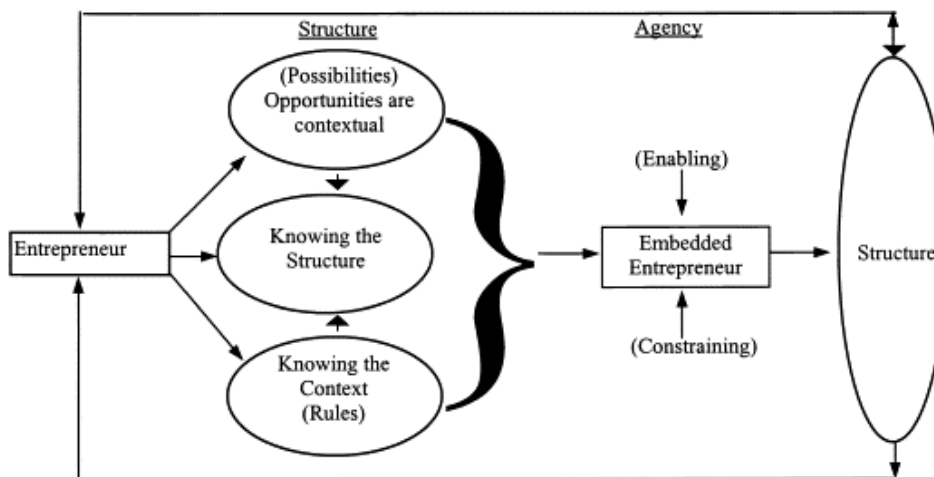 Structure
Agency
(Possibilities)
Opportunities are
contextual
(Enabling)
Entrepreneur
Knowing the
Structure
Embedded
Entrepreneur
Structure
(Constraining)
Knowing the
Context
(Rules)